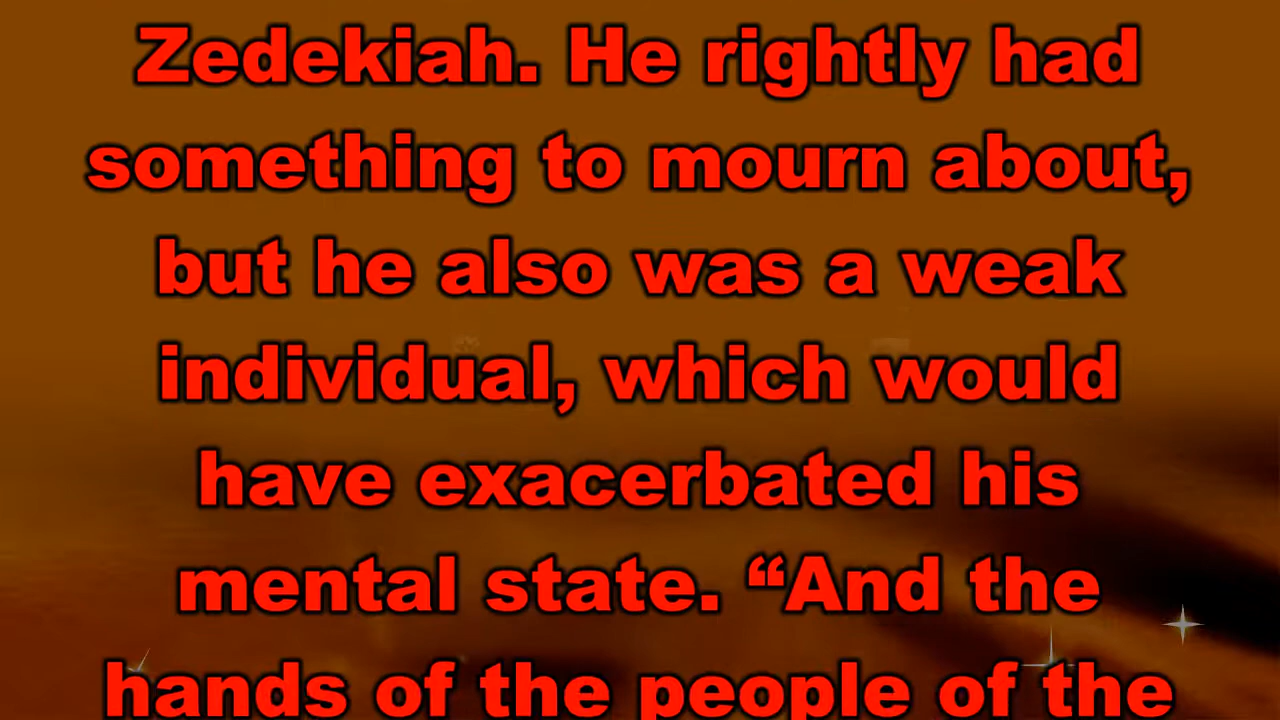 Zedekiah. He rightly had
something to mourn about,
but he also was a weak
individual, which would
have exacerbated his
mental state. “And the
hands of the people of the